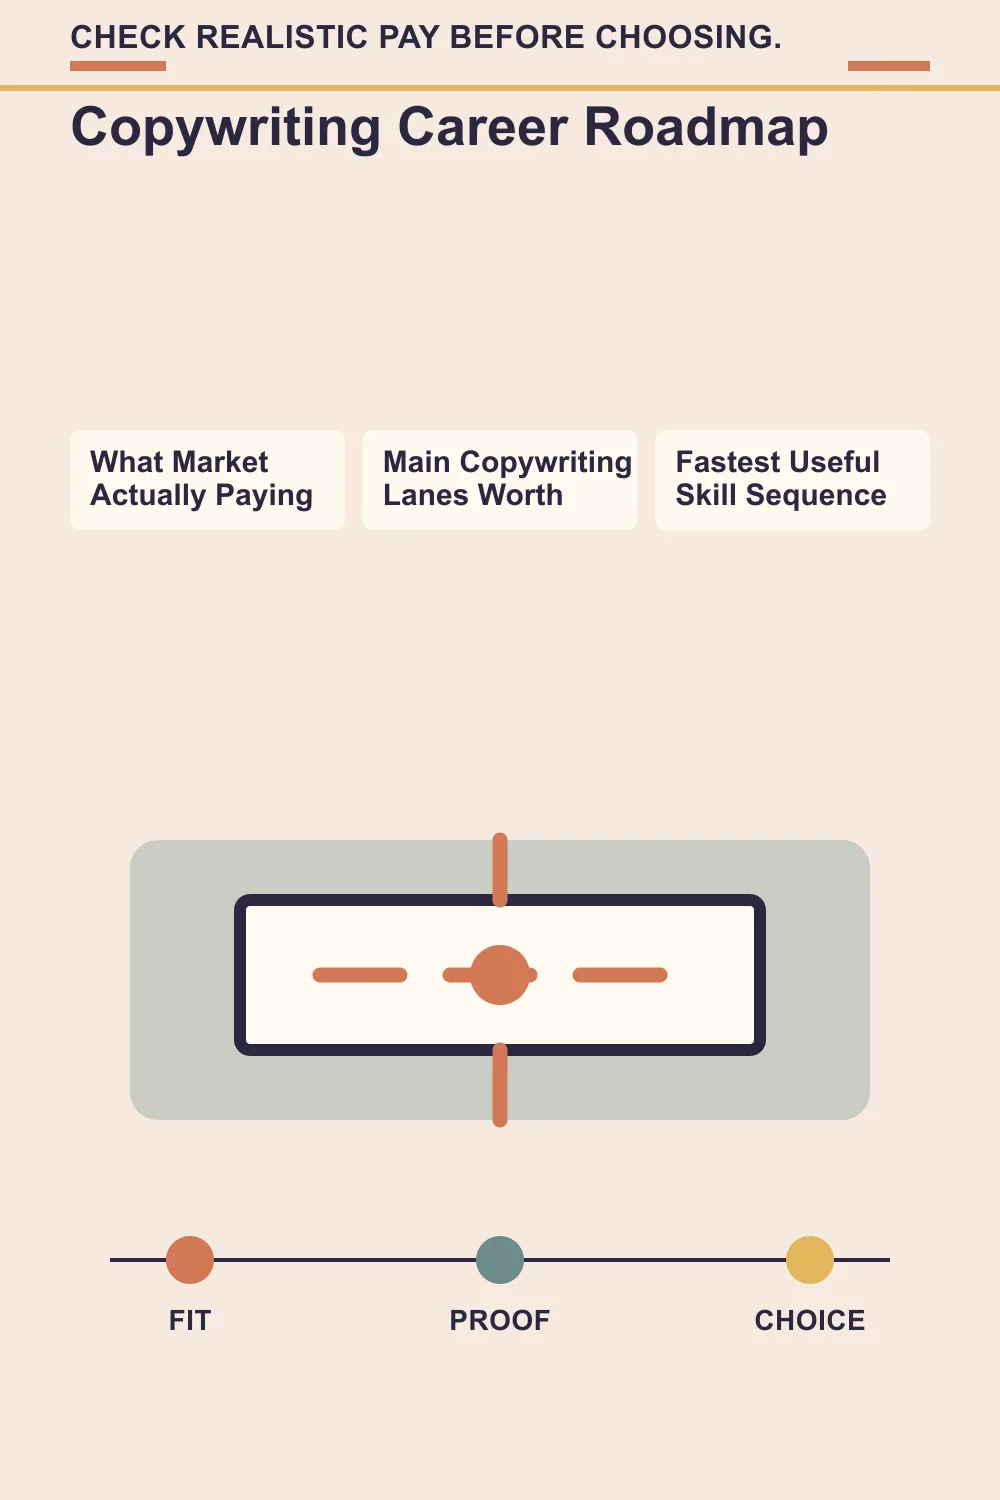 CHECK REALISTIC PAY BEFORE CHOOSING.
Copywriting Career Roadmap
What Market
Actually Paying
Main Copywriting
Lanes Worth
Fastest Useful
Skill Sequence
FIT
PROOF
CHOICE